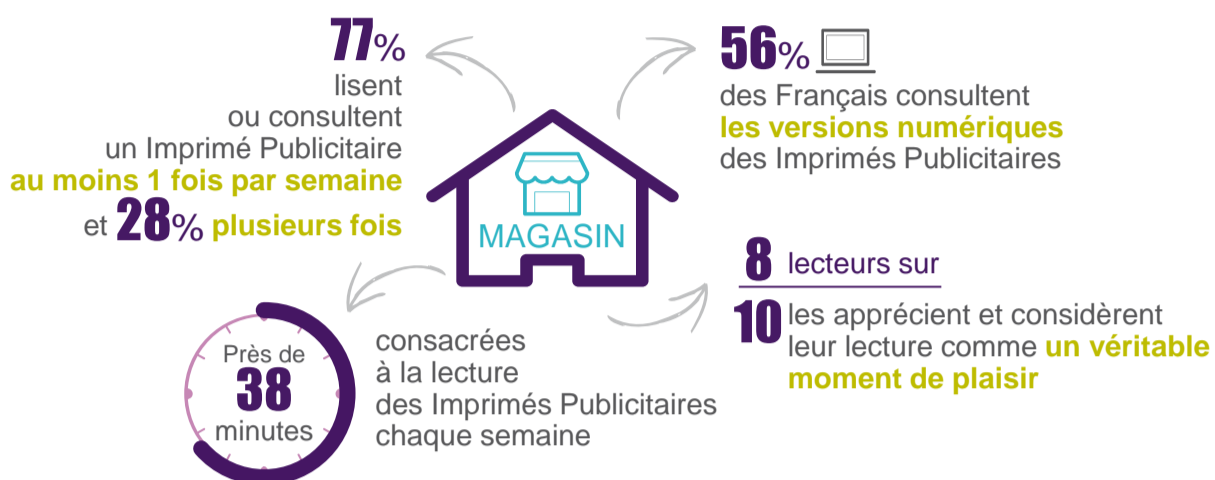 77%
lisent
ou consultent
un Imprimé Publicitaire
au moins 1 fois par semaine
et 28% plusieurs fois
56%
des Français consultent
les versions numériques
des Imprimés Publicitaires
MAGASIN
8 lecteurs sur
10 les apprécient et considèrent
leur lecture comme un véritable
moment de plaisir
Près de
38
minutes
consacrées
à la lecture
des Imprimés Publicitaires
chaque semaine